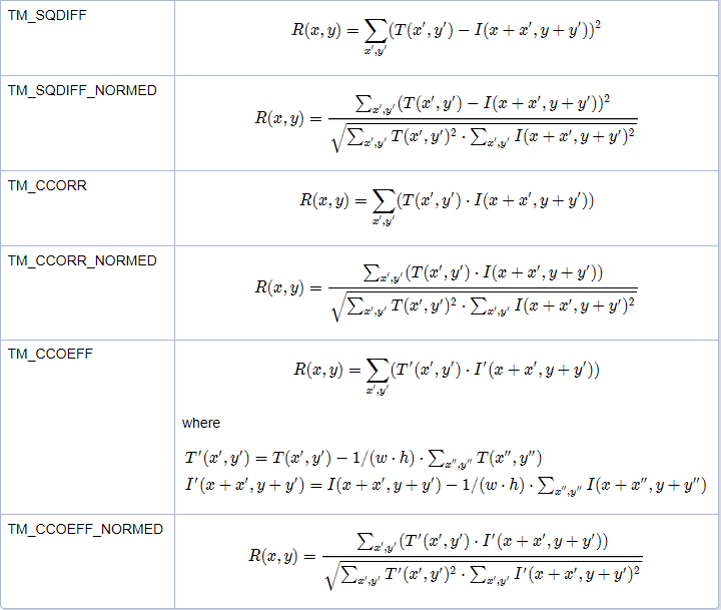 TM_SQDIFF
R(x, y) = ∑x′,y′ (T(x′, y′) − I(x + x′, y + y′))²
TM_SQDIFF_NORMED
R(x, y) = ∑x′,y′ (T(x′, y′) − I(x + x′, y + y′))² / √(∑x′,y′ T(x′, y′)² · ∑x′,y′ I(x + x′, y + y′)²)
TM_CCORR
R(x, y) = ∑x′,y′ (T(x′, y′) · I(x + x′, y + y′))
TM_CCORR_NORMED
R(x, y) = ∑x′,y′ (T(x′, y′) · I(x + x′, y + y′)) / √(∑x′,y′ T(x′, y′)² · ∑x′,y′ I(x + x′, y + y′)²)
TM_CCOEFF
R(x, y) = ∑x′,y′ (T′(x′, y′) · I′(x + x′, y + y′))
where
T′(x′, y′) = T(x′, y′) − 1/(w · h) · ∑x″,y″ T(x″, y″)
I′(x + x′, y + y′) = I(x + x′, y + y′) − 1/(w · h) · ∑x″,y″ I(x + x″, y + y″)
TM_CCOEFF_NORMED
R(x, y) = ∑x′,y′ (T′(x′, y′) · I′(x + x′, y + y′)) / √(∑x′,y′ T′(x′, y′)² · ∑x′,y′ I′(x + x′, y + y′)²)